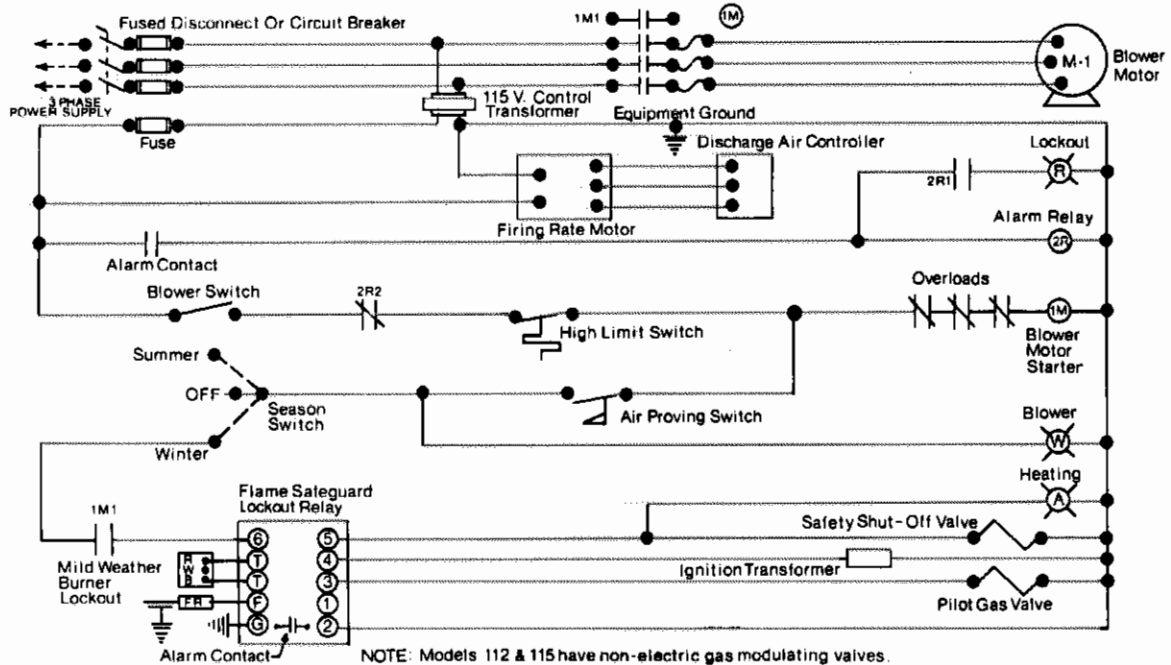 Fused Disconnect Or Circuit Breaker
1M1
1M
M-1
Blower
Motor
3 PHASE
POWER SUPPLY
115 V. Control
Transformer
Equipment Ground
Fuse
Discharge Air Controller
Lockout
2R1
R
Firing Rate Motor
Alarm Relay
2R
Alarm Contact
Blower Switch
2R2
Overloads
High Limit Switch
1M
Blower
Motor
Starter
Summer
OFF
Season
Switch
Air Proving Switch
Winter
Blower
W
Heating
A
Flame Safeguard
Lockout Relay
1M1
Safety Shut-Off Valve
6
5
R
W
B
T
4
Mild Weather
Burner
Lockout
Ignition Transformer
T
3
FR
F
1
Pilot Gas Valve
G
2
Alarm Contact
NOTE: Models 112 & 115 have non-electric gas modulating valves.